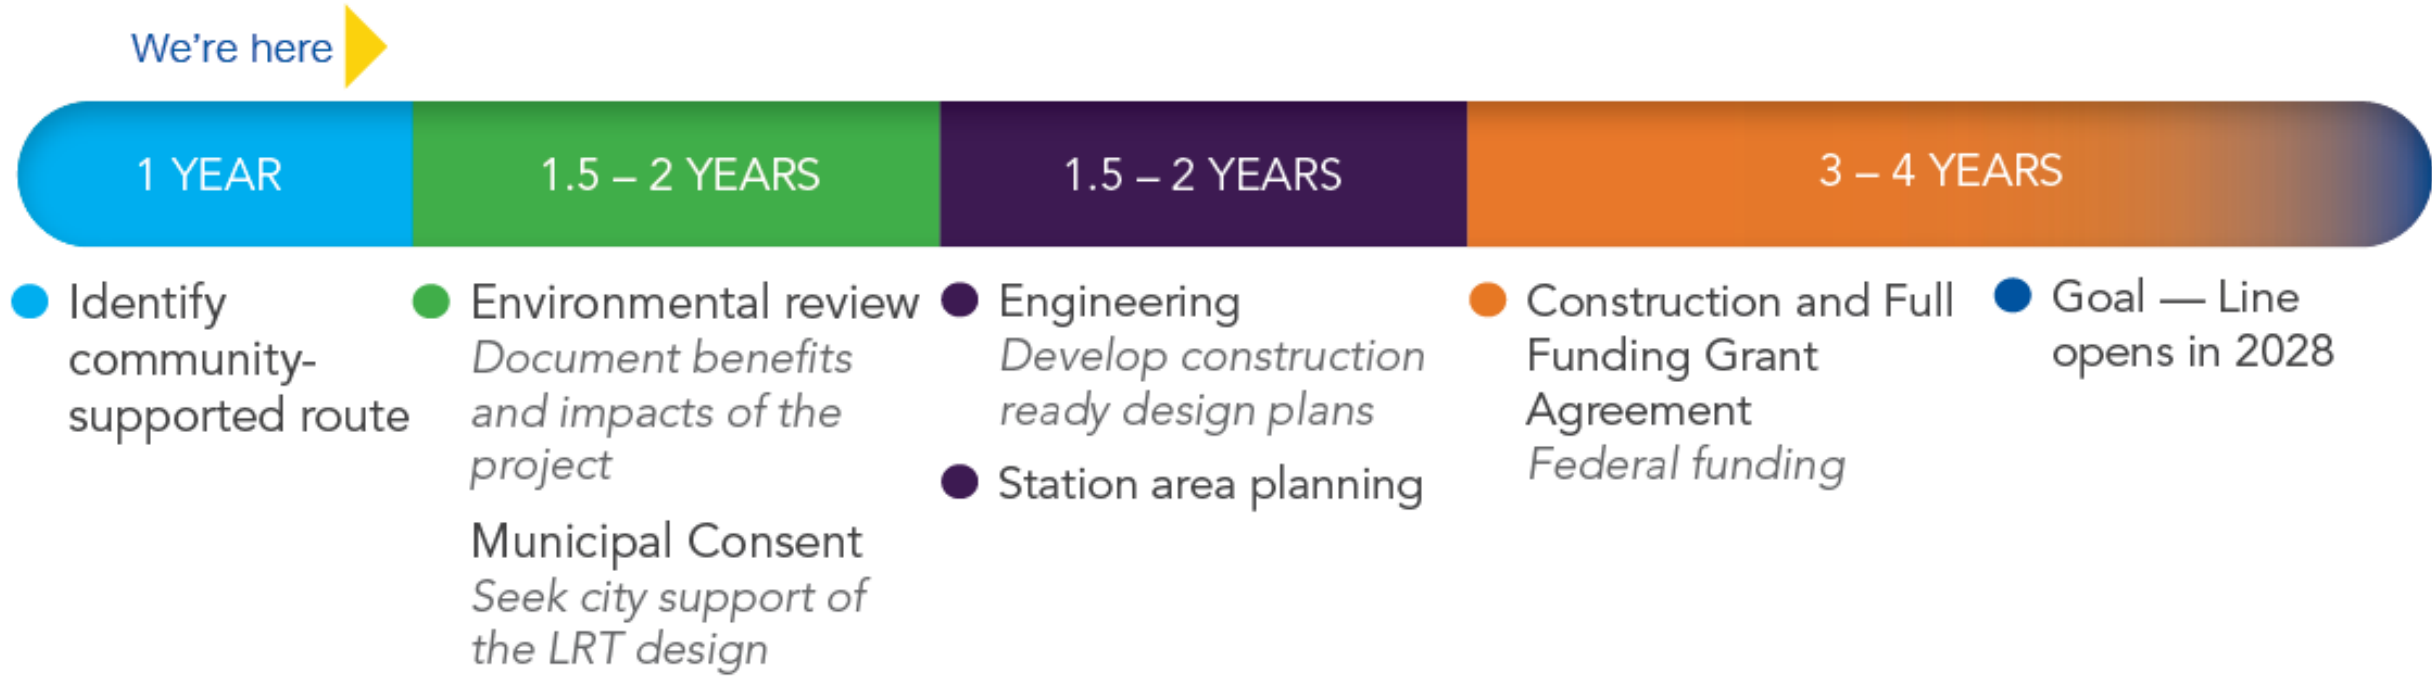 We're here
1 YEAR
1.5 – 2 YEARS
1.5 – 2 YEARS
3 – 4 YEARS
Identify
community-
supported route
Environmental review
Document benefits
and impacts of the
project
Municipal Consent
Seek city support of
the LRT design
Engineering
Develop construction
ready design plans
Station area planning
Construction and Full
Funding Grant
Agreement
Federal funding
Goal — Line
opens in 2028